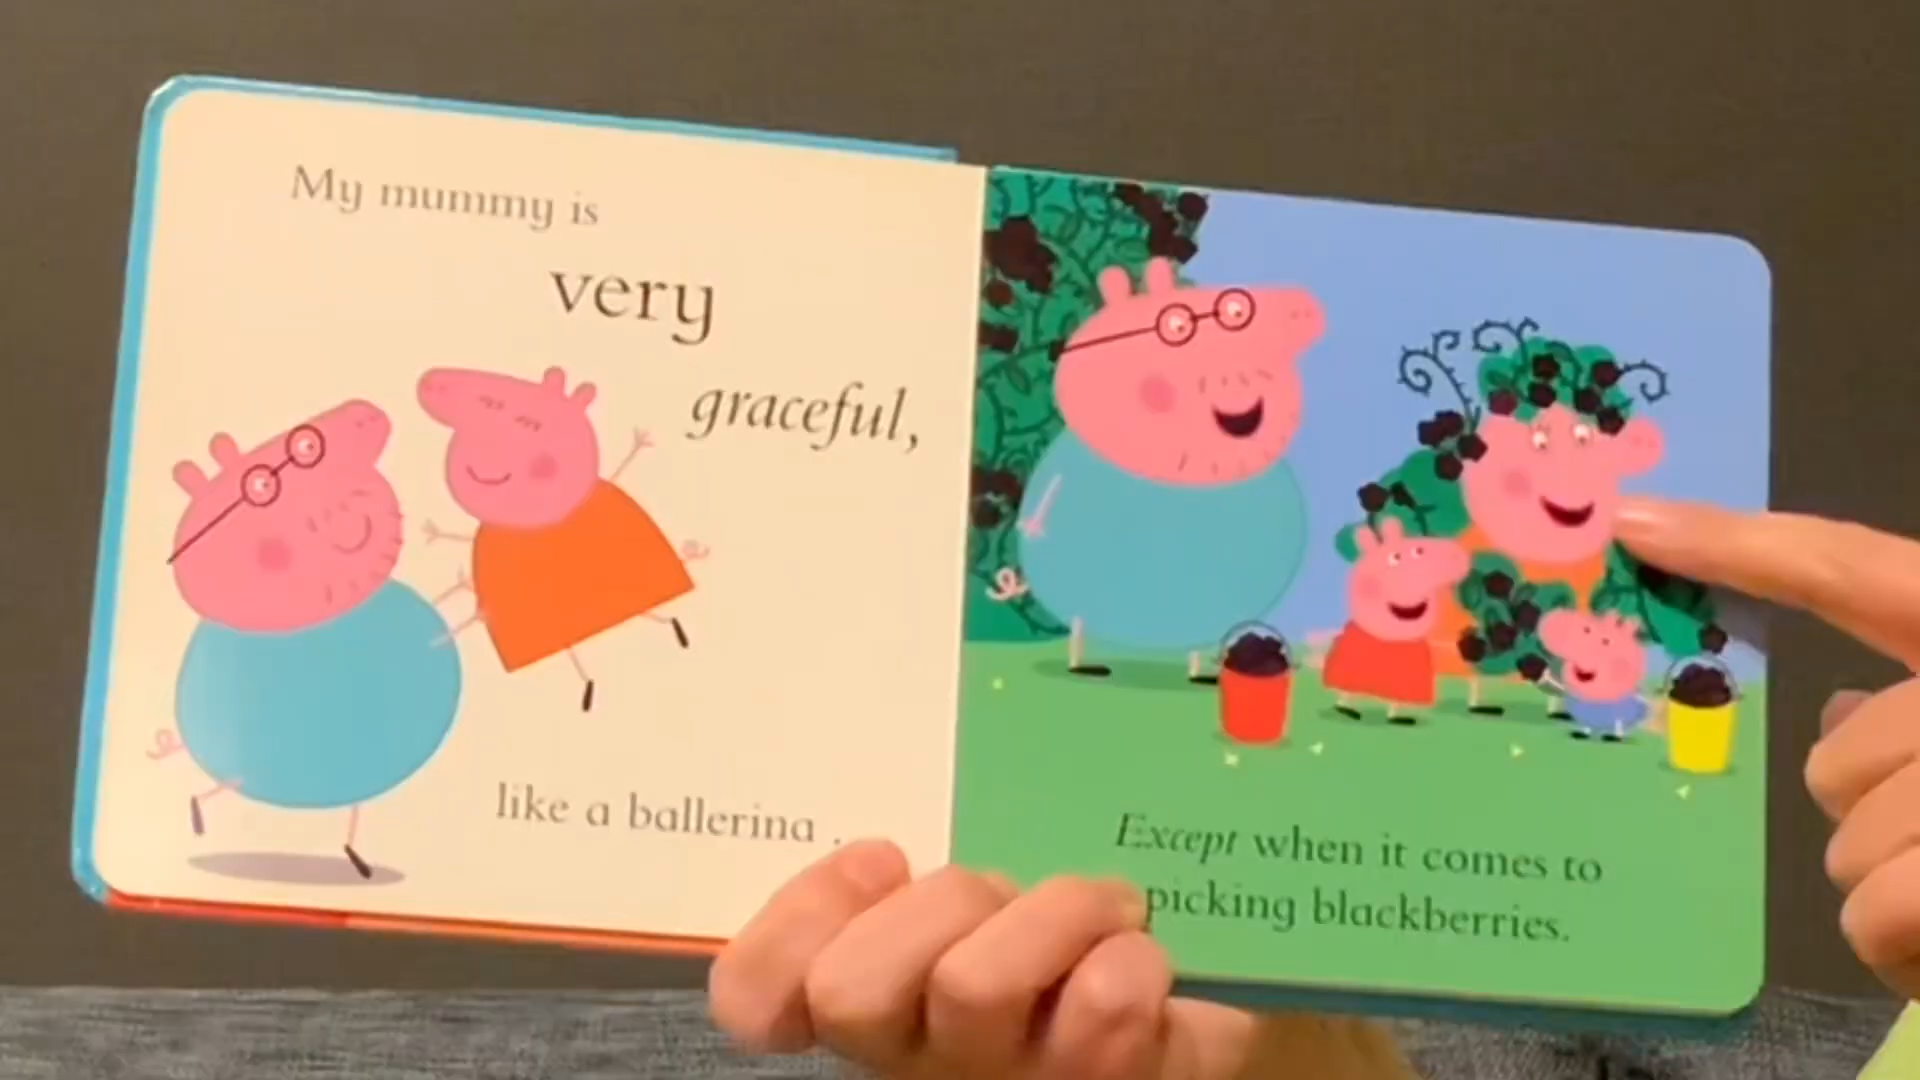 My mummy is
very
graceful,
like a ballerina .
Except when it comes to
picking blackberries.